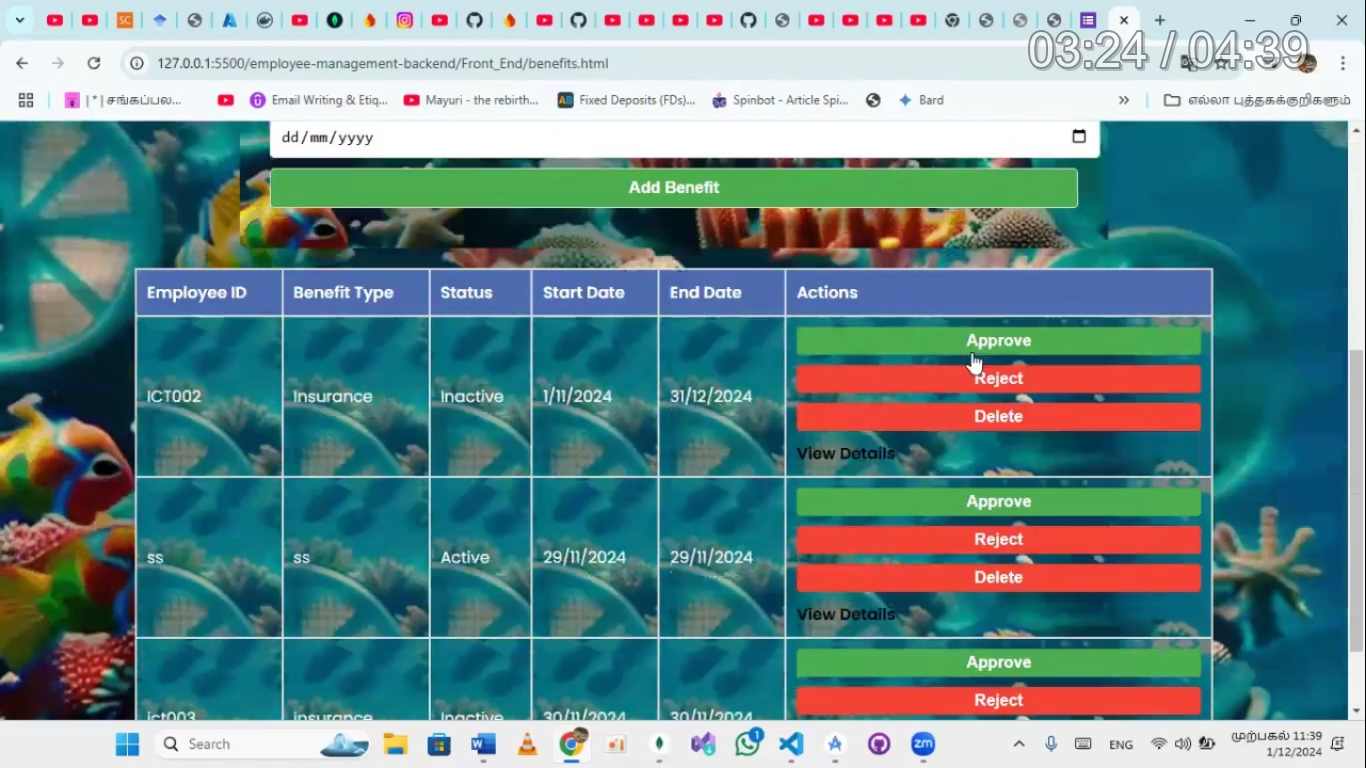 03:24 / 04:39
127.0.0.1:5500/employee-management-backend/Front_End/benefits.html
|*| சங்கப்பல... Email Writing & Etiq... Mayuri - the rebirth... Fixed Deposits (FDs)... Spinbot - Article Spi... Bard » எல்லா புத்தகக்குறிகளும்
dd/mm/yyyy
Add Benefit
Employee ID Benefit Type Status Start Date End Date Actions
Approve
Reject
ICT002 Insurance Inactive 1/11/2024 31/12/2024
Delete
View Details
Approve
Reject
ss ss Active 29/11/2024 29/11/2024
Delete
View Details
Approve
Reject
ict003 insurance Inactive 30/11/2024 30/11/2024
Search
ENG
முற்பகல் 11:39
1/12/2024